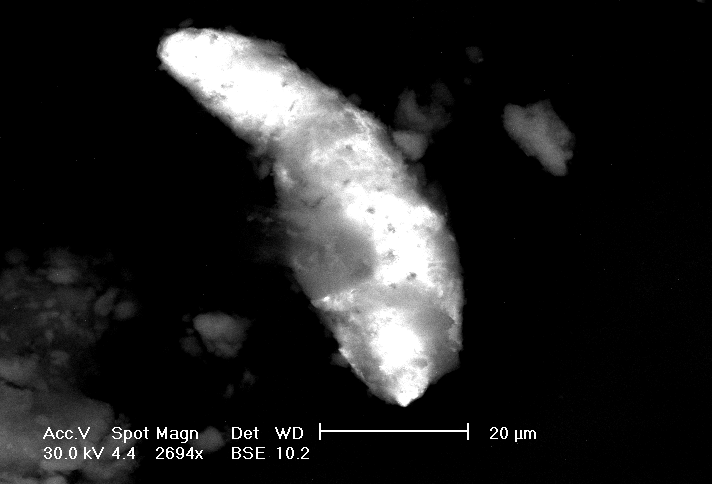 Acc.V Spot Magn Det WD 20 µm
30.0 kV 4.4 2694x BSE 10.2